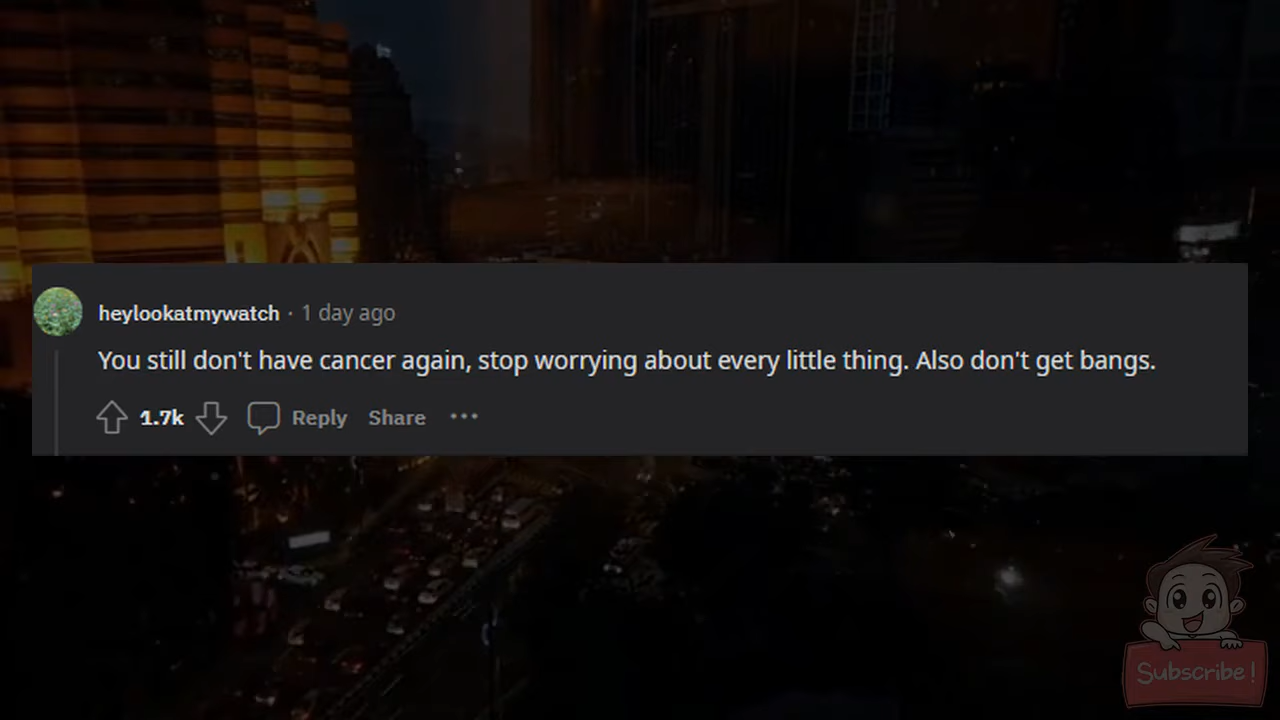 heylookatmywatch · 1 day ago
You still don't have cancer again, stop worrying about every little thing. Also don't get bangs.
1.7k Reply Share •••
Subscribe!